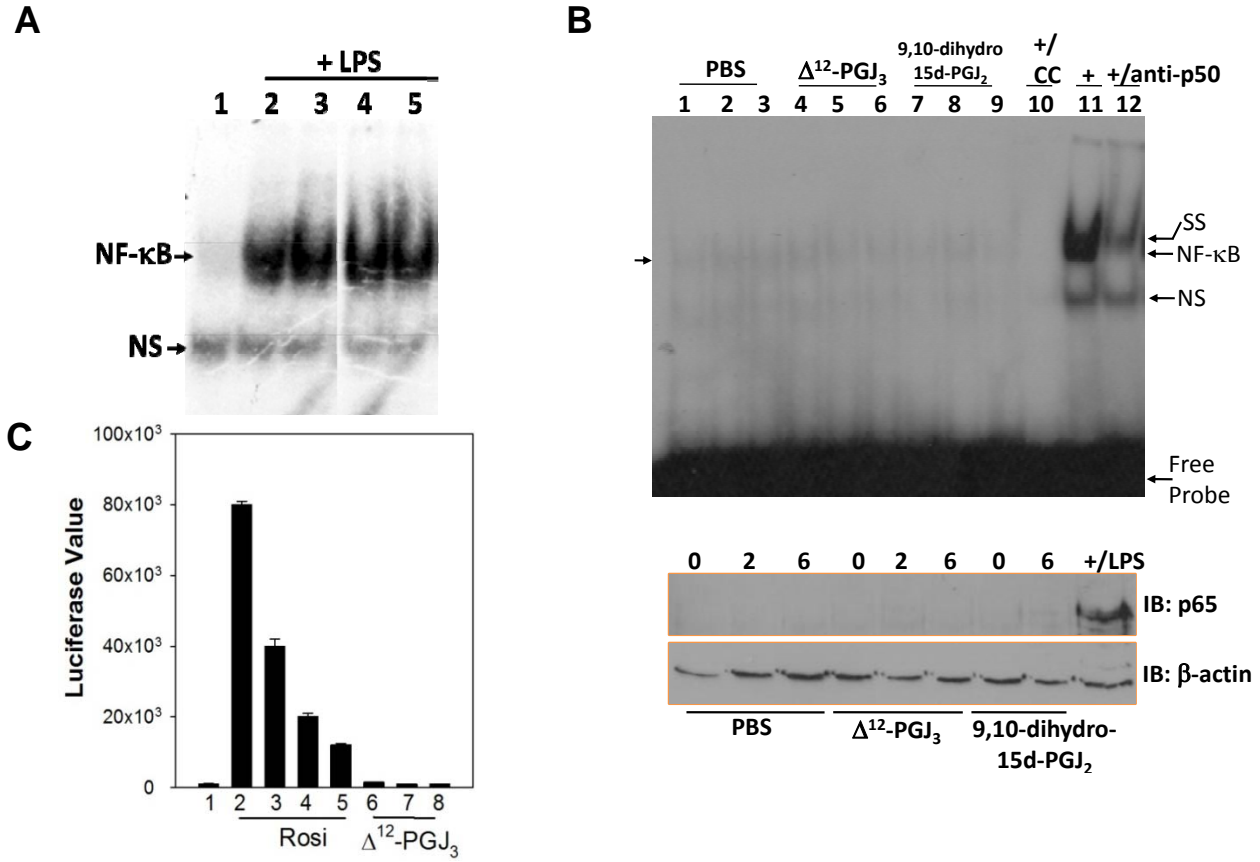 A
+ LPS
1 2 3 4 5
NF-κB
NS
B
PBS
Δ¹²-PGJ₃
9,10-dihydro
15d-PGJ₂
+/
CC
+
+/anti-p50
1 2 3 4 5 6 7 8 9 10 11 12
SS
NF-κB
NS
Free
Probe
0 2 6 0 2 6 0 6 +/LPS
IB: p65
IB: β-actin
PBS
Δ¹²-PGJ₃
9,10-dihydro-
15d-PGJ₂
C
Luciferase Value
100x10³
80x10³
60x10³
40x10³
20x10³
0
1 2 3 4 5 6 7 8
Rosi
Δ¹²-PGJ₃